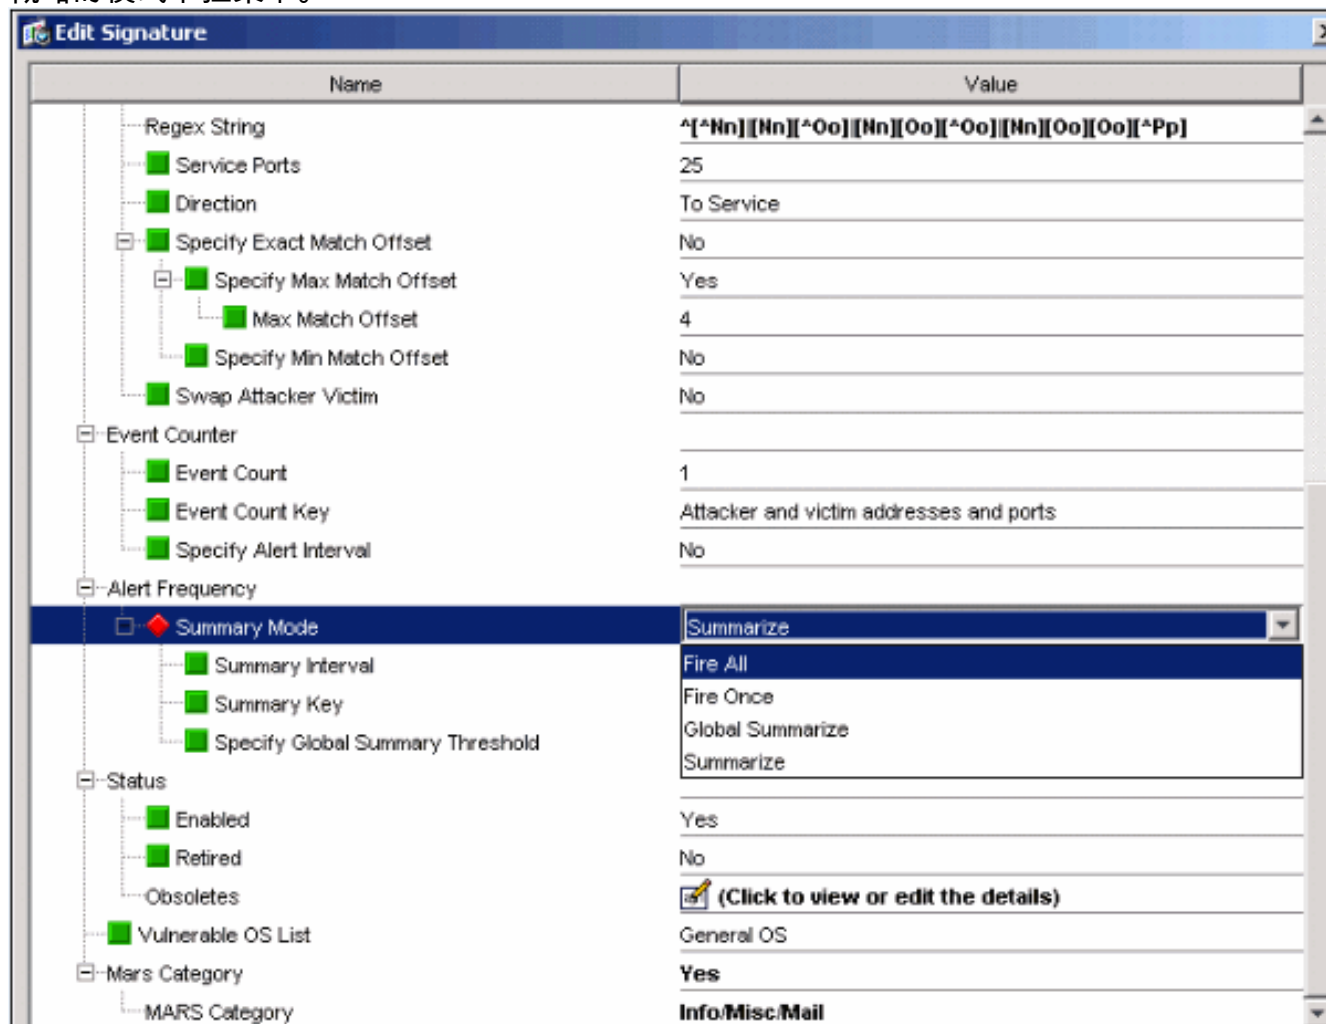 Edit Signature
Name Value
Regex String ^[^Nn]|[Nn][^Oo]|[Nn][Oo][^Oo]|[Nn][Oo][Oo][^Pp]
Service Ports 25
Direction To Service
Specify Exact Match Offset No
Specify Max Match Offset Yes
Max Match Offset 4
Specify Min Match Offset No
Swap Attacker Victim No
Event Counter
Event Count 1
Event Count Key Attacker and victim addresses and ports
Specify Alert Interval No
Alert Frequency
Summary Mode Summarize
Summary Interval Fire All
Fire Once
Summary Key
Global Summarize
Specify Global Summary Threshold
Summarize
Status
Enabled Yes
Retired No
Obsoletes (Click to view or edit the details)
Vulnerable OS List General OS
Mars Category Yes
MARS Category Info/Misc/Mail